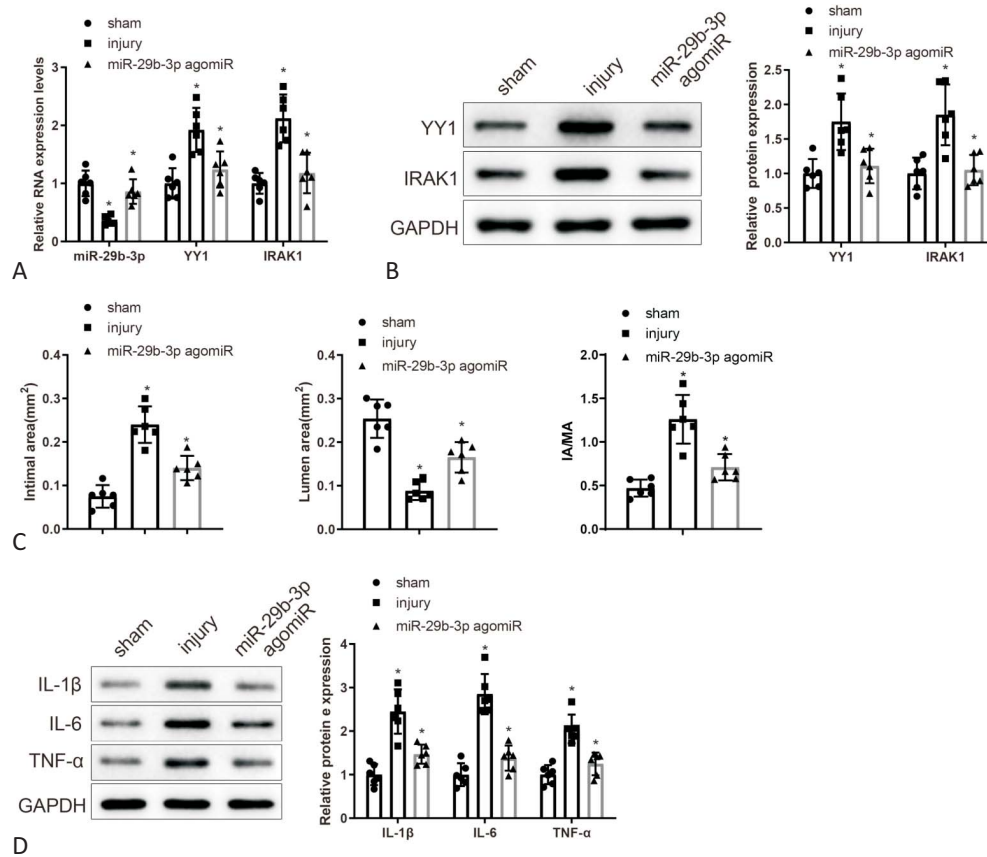 sham
injury
miR-29b-3p agomiR
Relative RNA expression levels
3
2
1
0
* * * * * *
miR-29b-3p YY1 IRAK1
A
sham injury miR-29b-3p
agomiR
YY1
IRAK1
GAPDH
B
sham
injury
miR-29b-3p agomiR
Relative protein expression
2.5
2.0
1.5
1.0
0.5
0.0
* * * *
YY1 IRAK1
sham
injury
miR-29b-3p agomiR
Intimal area(mm2)
0.4
0.3
0.2
0.1
0.0
* *
C
sham
injury
miR-29b-3p agomiR
Lumen area(mm2)
0.4
0.3
0.2
0.1
0.0
* *
sham
injury
miR-29b-3p agomiR
IA/MA
2.0
1.5
1.0
0.5
0.0
* *
sham injury miR-29b-3p
agomiR
IL-1β
IL-6
TNF-α
GAPDH
D
sham
injury
miR-29b-3p agomiR
Relative protein e xpression
4
3
2
1
0
* * * * * *
IL-1β IL-6 TNF-α